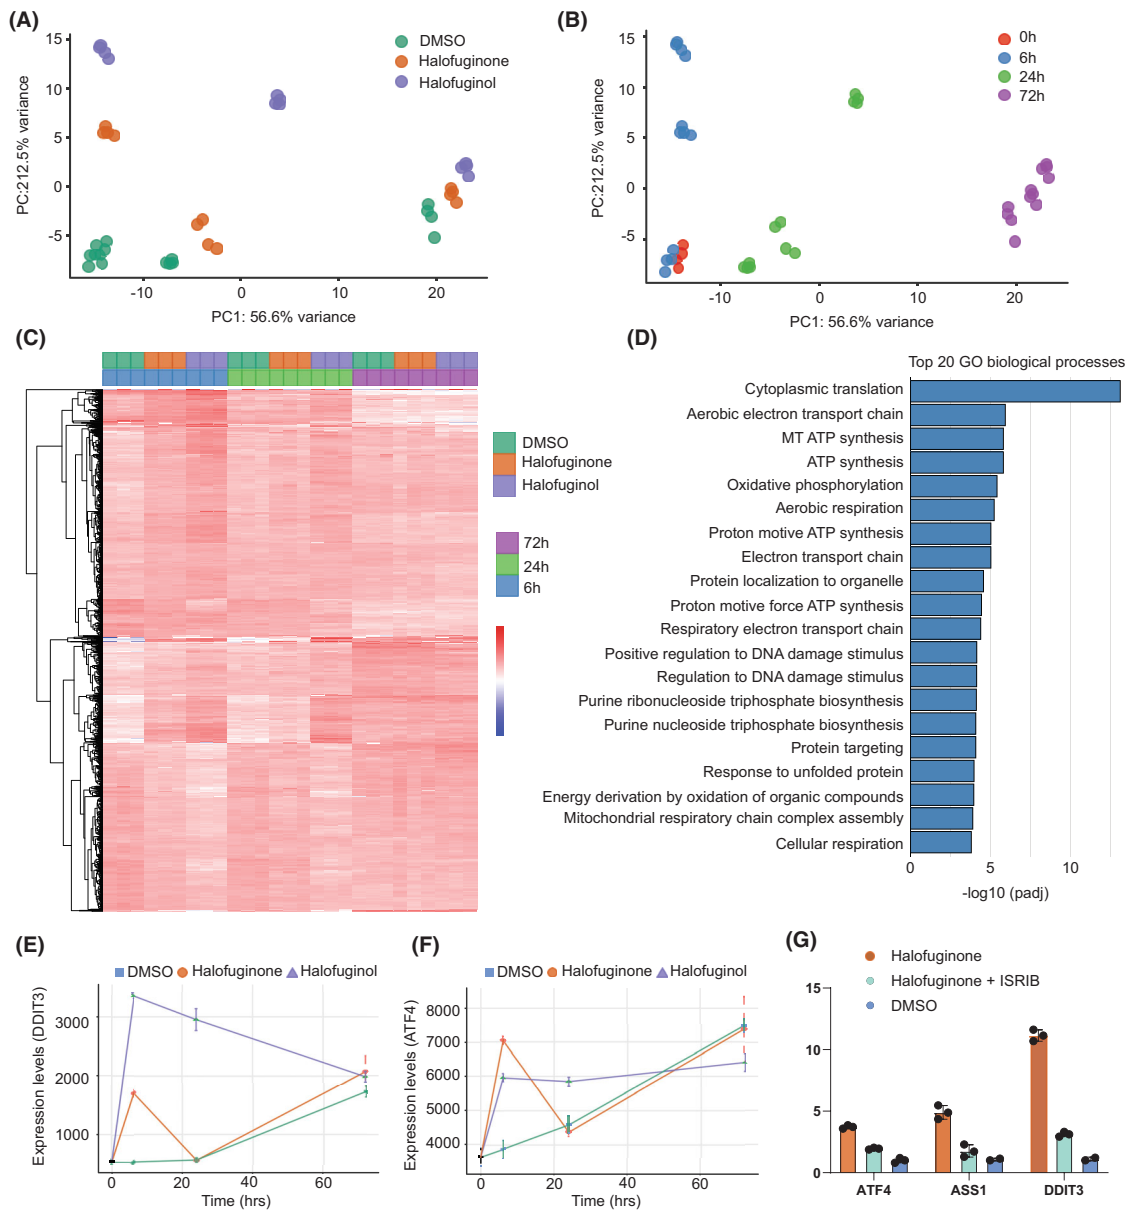 (A)
DMSO
Halofuginone
Halofuginol
15
10
5
0
-5
PC:212.5% variance
-10
0
10
20
PC1: 56.6% variance
(B)
0h
6h
24h
72h
15
10
5
0
-5
PC:212.5% variance
-10
0
10
20
PC1: 56.6% variance
(C)
DMSO
Halofuginone
Halofuginol
72h
24h
6h
(D)
Top 20 GO biological processes
Cytoplasmic translation
Aerobic electron transport chain
MT ATP synthesis
ATP synthesis
Oxidative phosphorylation
Aerobic respiration
Proton motive ATP synthesis
Electron transport chain
Protein localization to organelle
Proton motive force ATP synthesis
Respiratory electron transport chain
Positive regulation to DNA damage stimulus
Regulation to DNA damage stimulus
Purine ribonucleoside triphosphate biosynthesis
Purine nucleoside triphosphate biosynthesis
Protein targeting
Response to unfolded protein
Energy derivation by oxidation of organic compounds
Mitochondrial respiratory chain complex assembly
Cellular respiration
0
5
10
-log10 (padj)
(E)
DMSO
Halofuginone
Halofuginol
3000
2000
1000
Expression levels (DDIT3)
0
20
40
60
Time (hrs)
(F)
DMSO
Halofuginone
Halofuginol
8000
7000
6000
5000
4000
Expression levels (ATF4)
0
20
40
60
Time (hrs)
(G)
Halofuginone
Halofuginone + ISRIB
DMSO
15
10
5
0
ATF4
ASS1
DDIT3